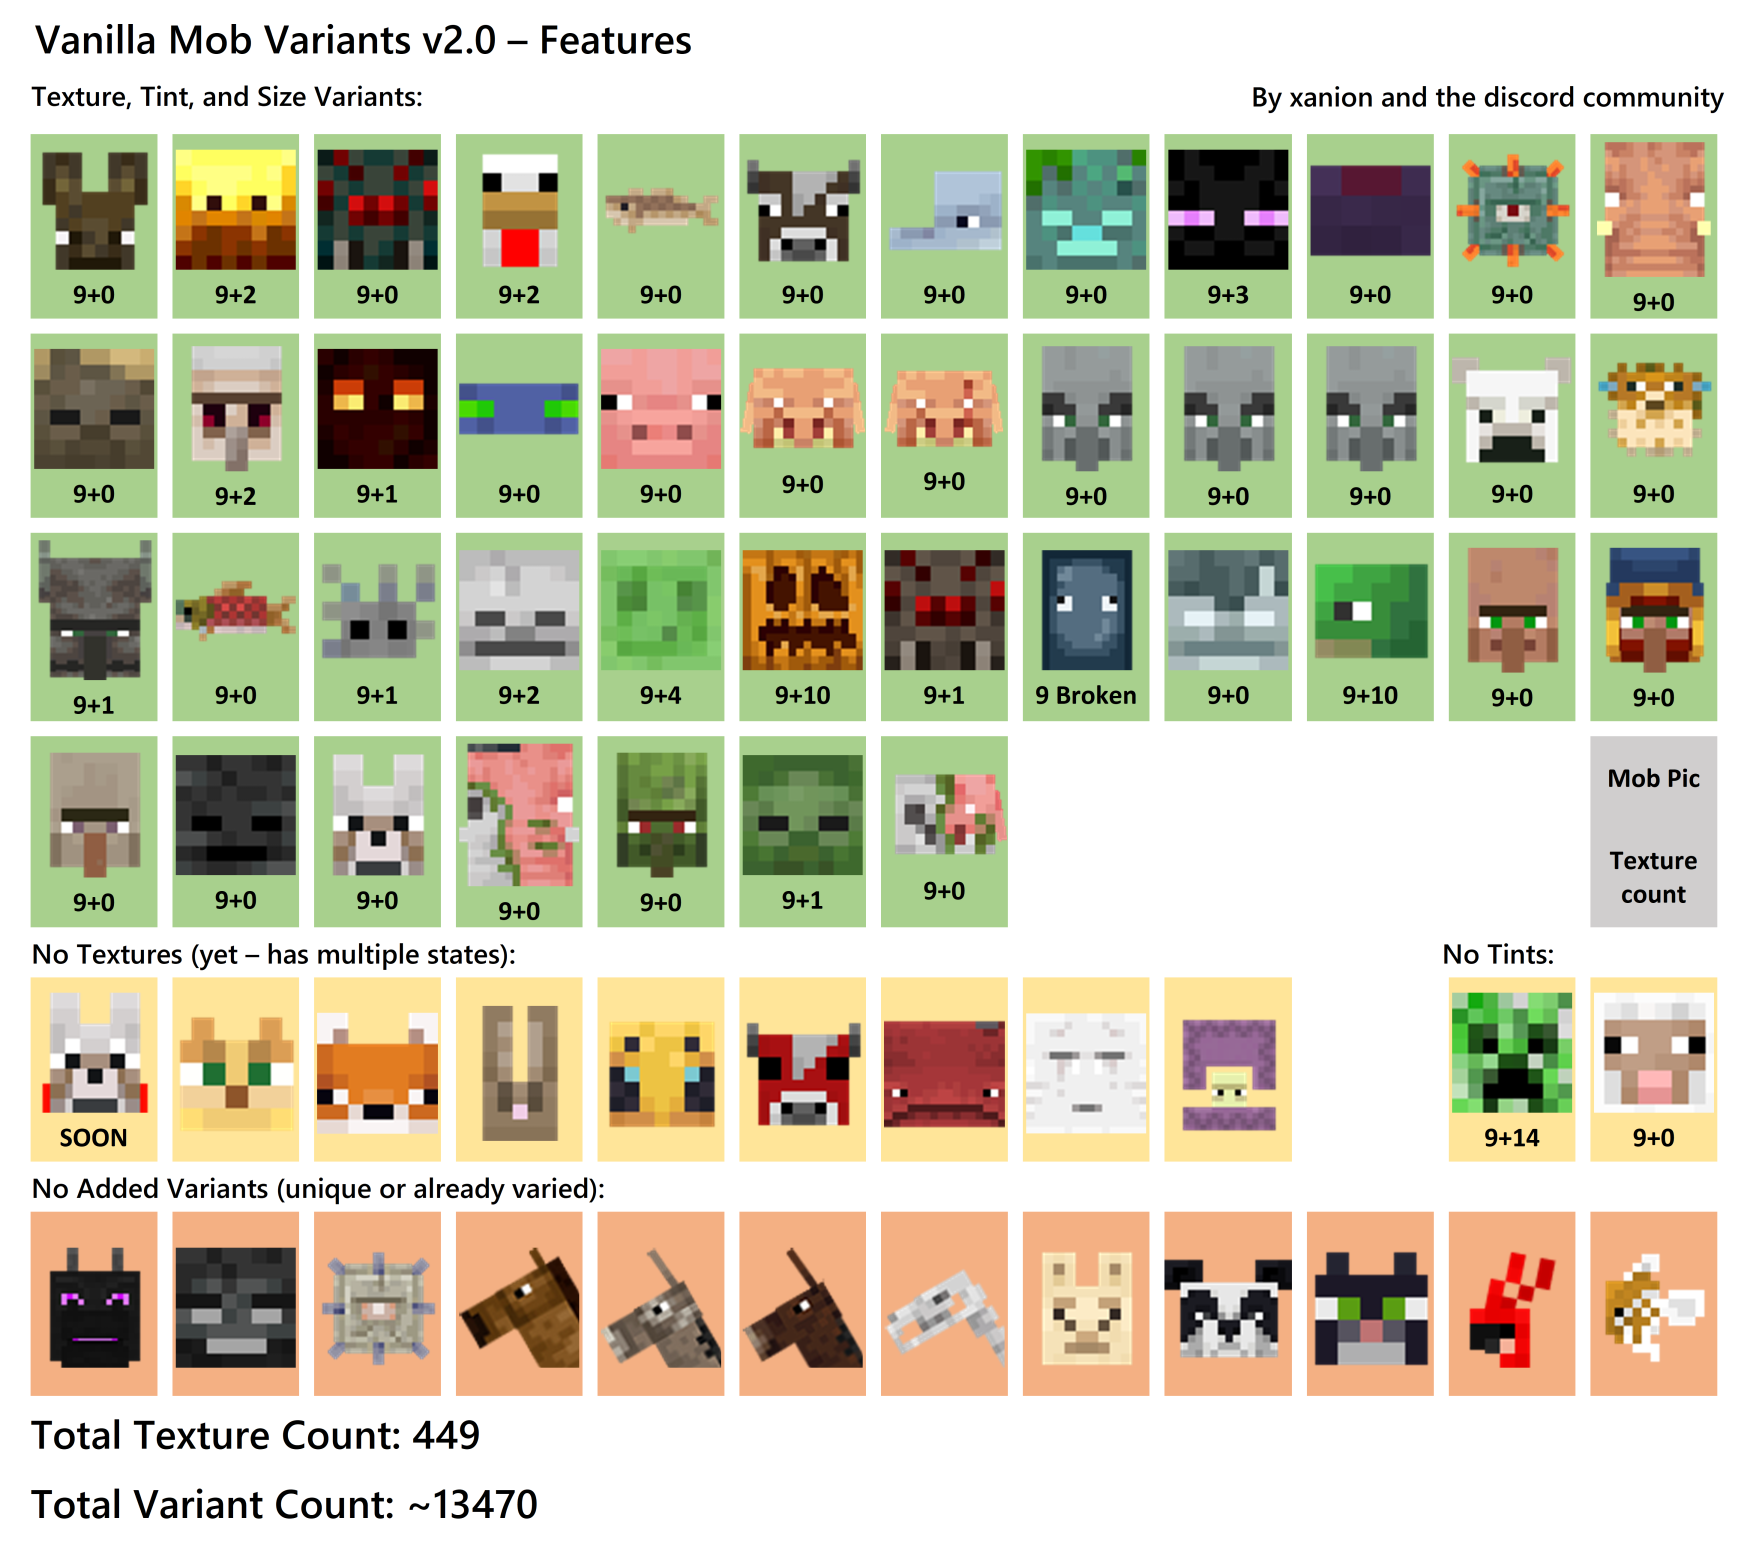 Vanilla Mob Variants v2.0 – Features
Texture, Tint, and Size Variants:
By xanion and the discord community
9+0 9+2 9+0 9+2 9+0 9+0 9+0 9+0 9+3 9+0 9+0 9+0
9+0 9+2 9+1 9+0 9+0 9+0 9+0 9+0 9+0 9+0 9+0 9+0
9+1 9+0 9+1 9+2 9+4 9+10 9+1 9 Broken 9+0 9+10 9+0 9+0
9+0 9+0 9+0 9+0 9+0 9+1 9+0
Mob Pic
Texture
count
No Textures (yet – has multiple states):
No Tints:
SOON
9+14 9+0
No Added Variants (unique or already varied):
Total Texture Count: 449
Total Variant Count: ~13470